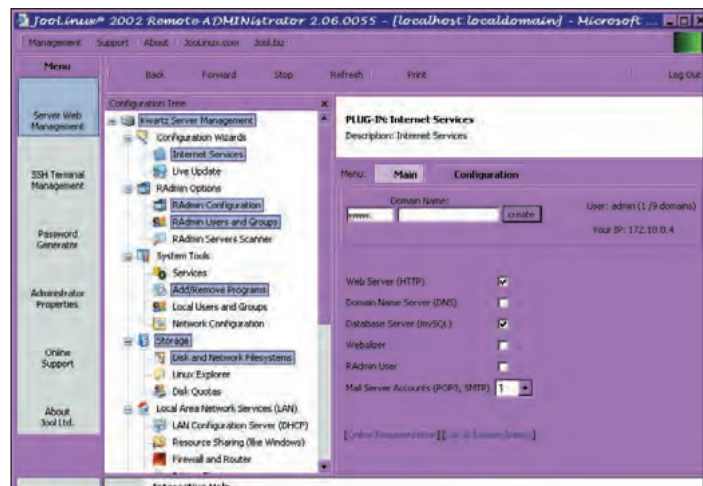 JooLinux® 2002 Remote ADMINistrator 2.06.0055 - [localhost.localdomain] - Microsoft ...
Management Support About JooLinux.com Jool.biz
Menu
Back Forward Stop Refresh Print Log Out
Server Web
Management
SSH Terminal
Management
Password
Generator
Administrator
Properties
Online
Support
About
Jool Ltd.
Configuration Tree
Kwartz Server Management
Configuration Wizards
Internet Services
Live Update
RAdmin Options
RAdmin Configuration
RAdmin Users and Groups
RAdmin Servers Scanner
System Tools
Services
Add/Remove Programs
Local Users and Groups
Network Configuration
Storage
Disk and Network Filesystems
Linux Explorer
Disk Quotas
Local Area Network Services (LAN)
LAN Configuration Server (DHCP)
Resource Sharing (like Windows)
Firewall and Router
PLUG-IN: Internet Services
Description: Internet Services
Menu: Main Configuration
Domain Name:
www. create
User: admin (1 /9 domains)
Your IP: 172.18.0.4
Web Server (HTTP)
Domain Name Server (DNS)
Database Server (mySQL)
Webalizer
RAdmin User
Mail Server Accounts (POP3, SMTP) 1
[Online Documentation]
Interactive Help